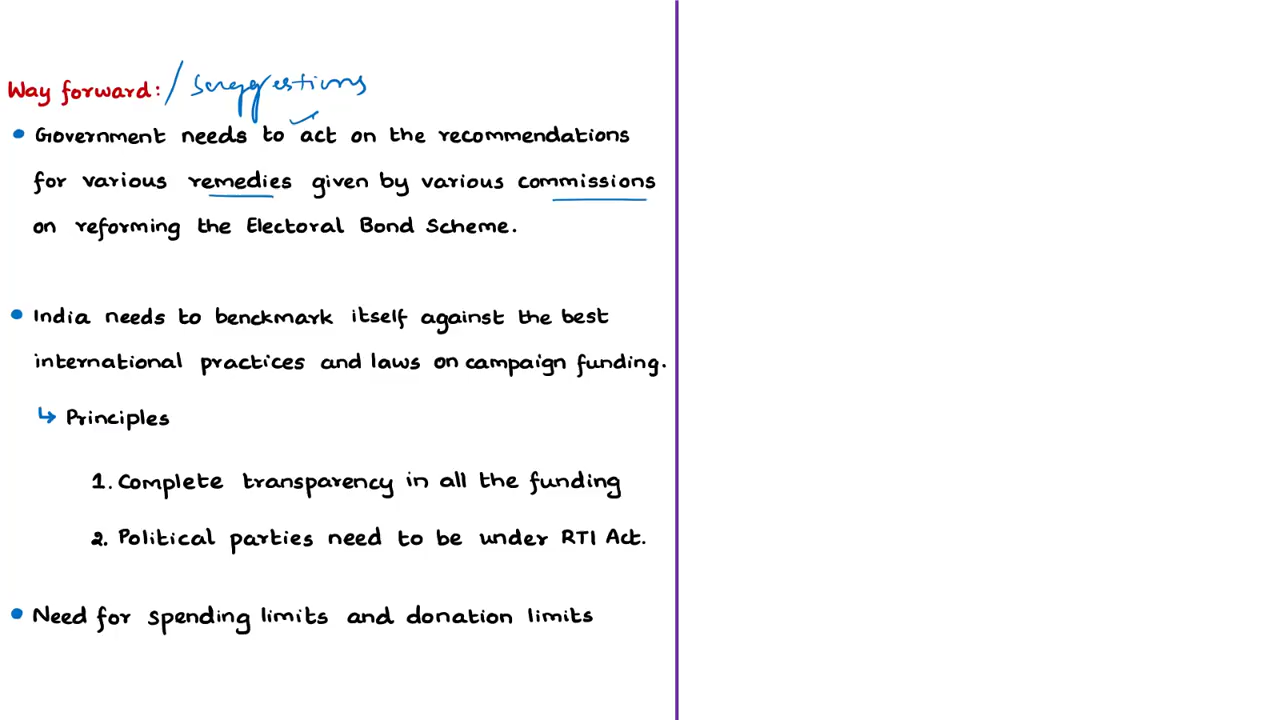 Way forward: / Suggestions
• Government needs to act on the recommendations
for various remedies given by various commissions
on reforming the Electoral Bond Scheme.
• India needs to benckmark itself against the best
international practices and laws on campaign funding.
↳ Principles
1. Complete transparency in all the funding
2. Political parties need to be under RTI Act.
• Need for spending limits and donation limits